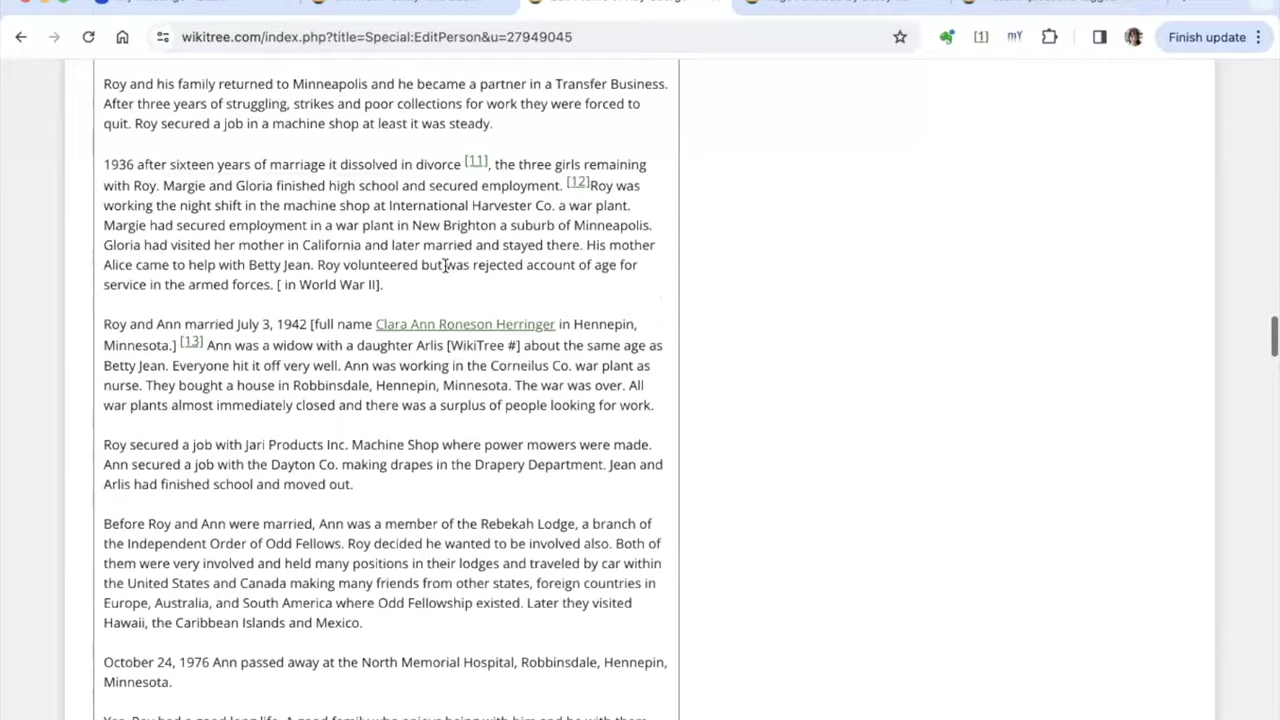 wikitree.com/index.php?title=Special:EditPerson&u=27949045
mY
Finish update
Roy and his family returned to Minneapolis and he became a partner in a Transfer Business.
After three years of struggling, strikes and poor collections for work they were forced to
quit. Roy secured a job in a machine shop at least it was steady.
1936 after sixteen years of marriage it dissolved in divorce [11], the three girls remaining
with Roy. Margie and Gloria finished high school and secured employment. [12]Roy was
working the night shift in the machine shop at International Harvester Co. a war plant.
Margie had secured employment in a war plant in New Brighton a suburb of Minneapolis.
Gloria had visited her mother in California and later married and stayed there. His mother
Alice came to help with Betty Jean. Roy volunteered but was rejected account of age for
service in the armed forces. [ in World War II].
Roy and Ann married July 3, 1942 [full name Clara Ann Roneson Herringer in Hennepin,
Minnesota.] [13] Ann was a widow with a daughter Arlis [WikiTree #] about the same age as
Betty Jean. Everyone hit it off very well. Ann was working in the Corneilus Co. war plant as
nurse. They bought a house in Robbinsdale, Hennepin, Minnesota. The war was over. All
war plants almost immediately closed and there was a surplus of people looking for work.
Roy secured a job with Jari Products Inc. Machine Shop where power mowers were made.
Ann secured a job with the Dayton Co. making drapes in the Drapery Department. Jean and
Arlis had finished school and moved out.
Before Roy and Ann were married, Ann was a member of the Rebekah Lodge, a branch of
the Independent Order of Odd Fellows. Roy decided he wanted to be involved also. Both of
them were very involved and held many positions in their lodges and traveled by car within
the United States and Canada making many friends from other states, foreign countries in
Europe, Australia, and South America where Odd Fellowship existed. Later they visited
Hawaii, the Caribbean Islands and Mexico.
October 24, 1976 Ann passed away at the North Memorial Hospital, Robbinsdale, Hennepin,
Minnesota.